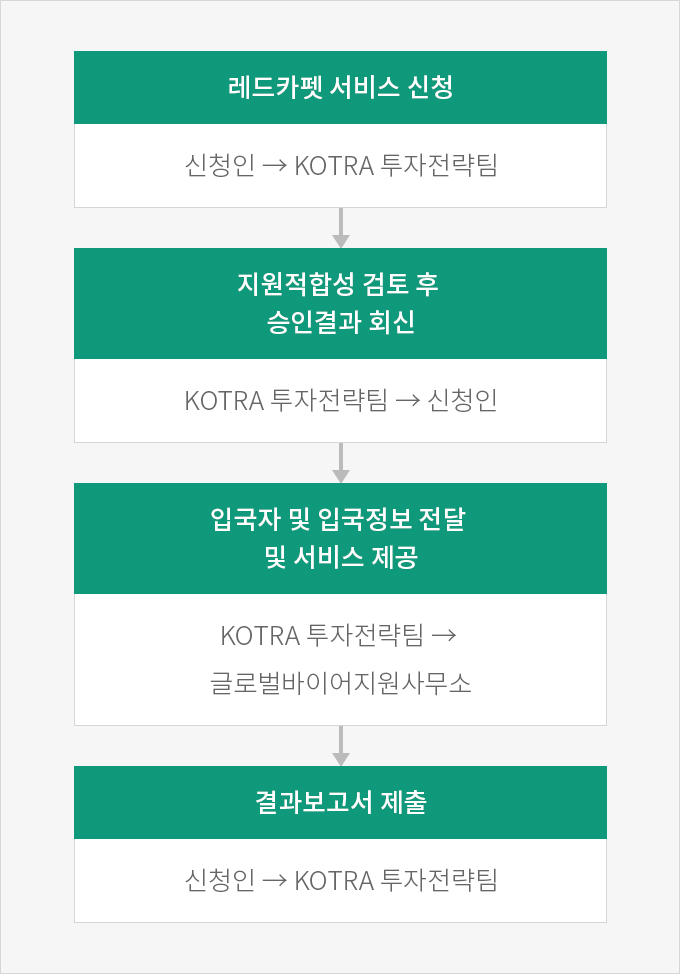 레드카펫 서비스 신청
신청인 → KOTRA 투자전략팀
지원적합성 검토 후
승인결과 회신
KOTRA 투자전략팀 → 신청인
입국자 및 입국정보 전달
및 서비스 제공
KOTRA 투자전략팀 →
글로벌바이어지원사무소
결과보고서 제출
신청인 → KOTRA 투자전략팀